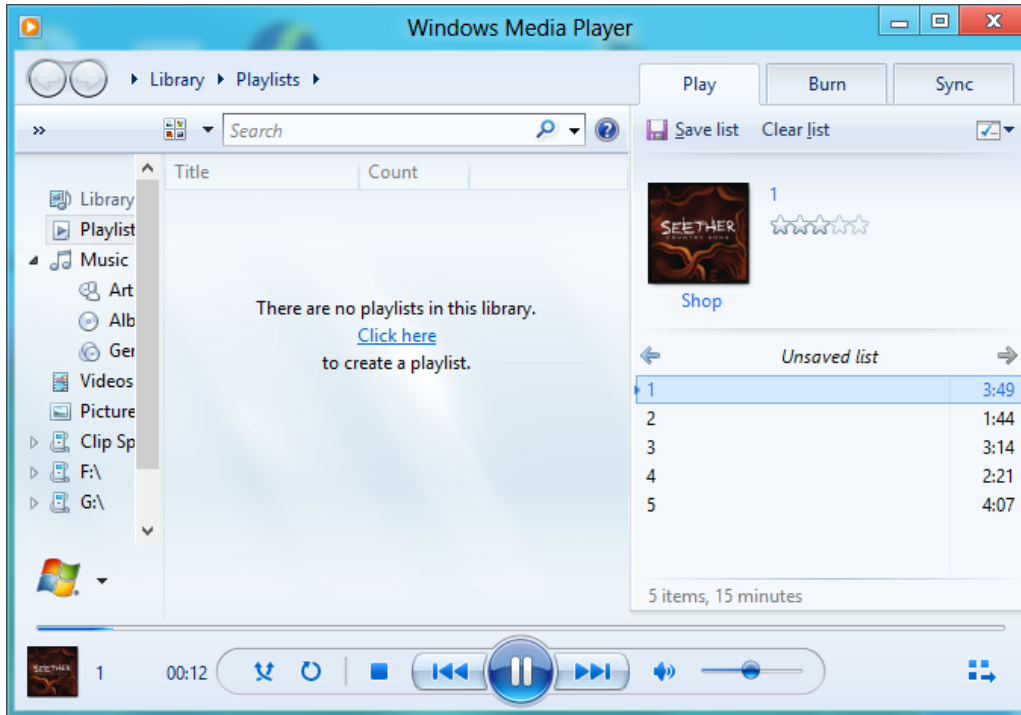 Windows Media Player
Library Playlists
Play Burn Sync
»
Search
Save list Clear list
Title Count
Library
Playlist
Music
Art
Alb
Ger
Videos
Picture
Clip Sp
F:\
G:\
There are no playlists in this library.
Click here
to create a playlist.
SEETHER
COUNTRY SONG
1
Shop
Unsaved list
1 3:49
2 1:44
3 3:14
4 2:21
5 4:07
5 items, 15 minutes
SEETHER
1 00:12